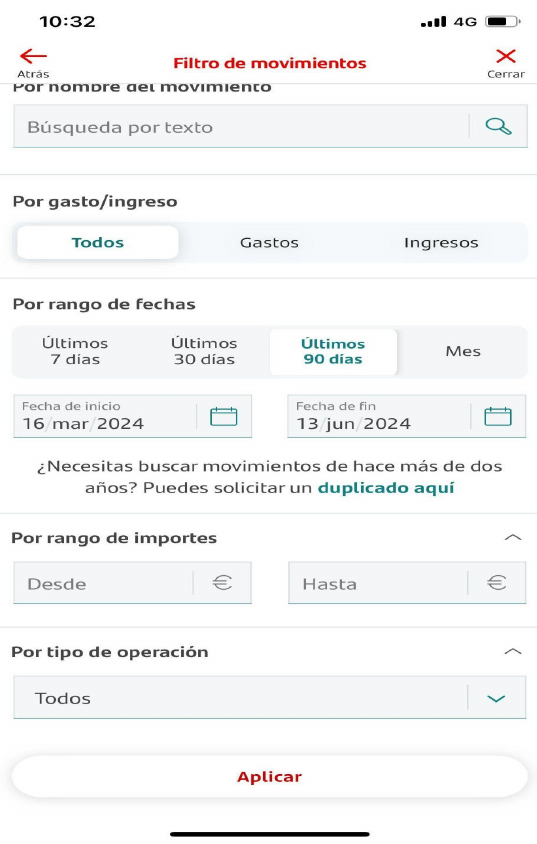 10:32
4G
Atrás
Filtro de movimientos
Cerrar
Por nombre del movimiento
Búsqueda por texto
Por gasto/ingreso
Todos Gastos Ingresos
Por rango de fechas
Últimos 7 días
Últimos 30 días
Últimos 90 días
Mes
Fecha de inicio
16/mar/2024
Fecha de fin
13/jun/2024
¿Necesitas buscar movimientos de hace más de dos
años? Puedes solicitar un duplicado aquí
Por rango de importes
Desde €
Hasta €
Por tipo de operación
Todos
Aplicar